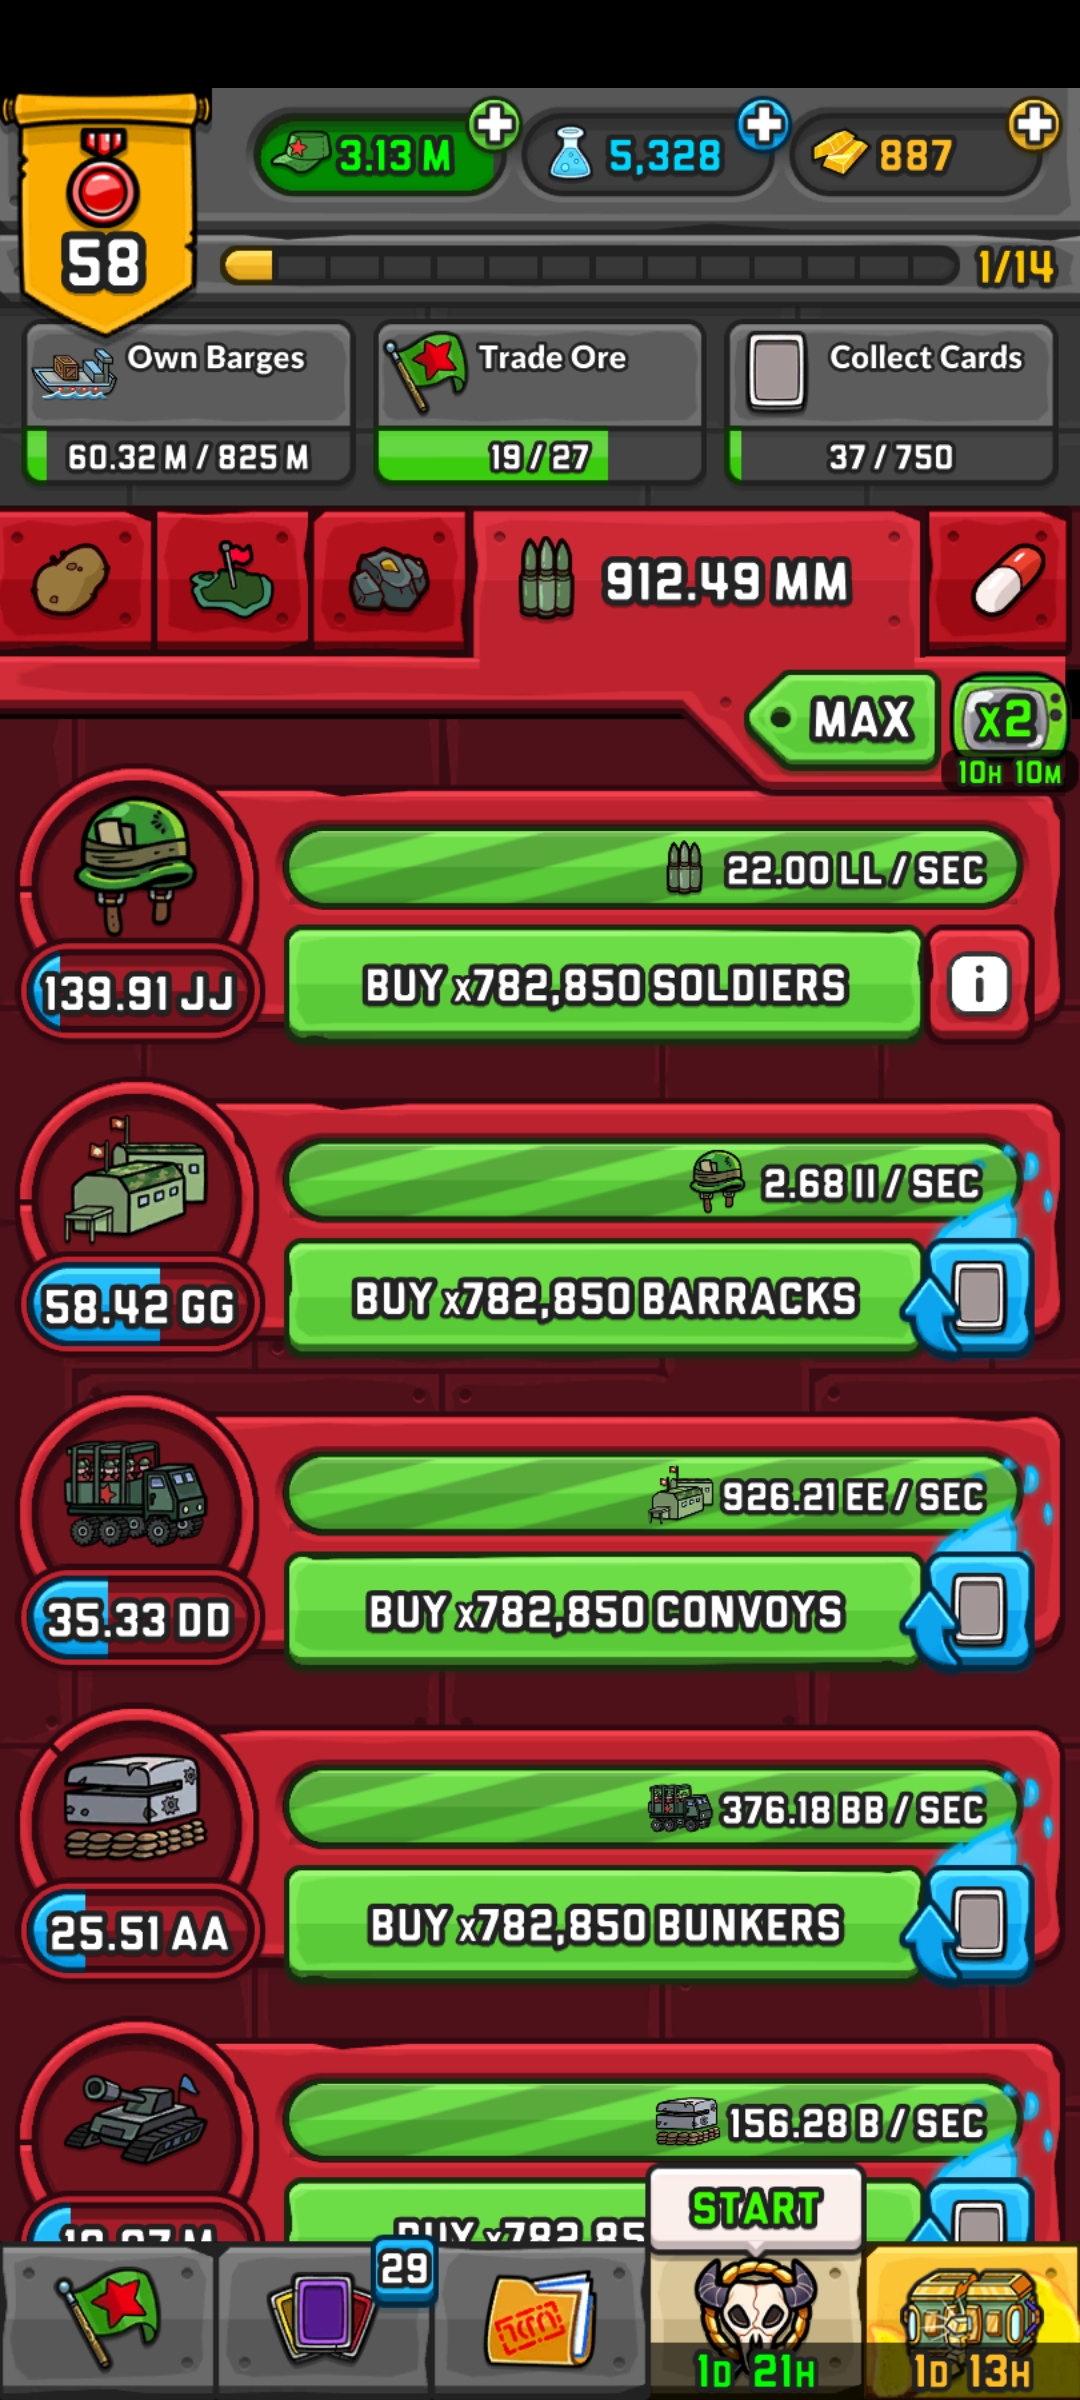 58
3.13 M
5,328
887
1/14
Own Barges
60.32 M / 825 M
Trade Ore
19 / 27
Collect Cards
37 / 750
912.49 MM
MAX
x2
10H 10M
22.00 LL / SEC
139.91 JJ
BUY x782,850 SOLDIERS
i
2.68 II / SEC
58.42 GG
BUY x782,850 BARRACKS
926.21 EE / SEC
35.33 DD
BUY x782,850 CONVOYS
376.18 BB / SEC
25.51 AA
BUY x782,850 BUNKERS
156.28 B / SEC
BUY x782,85
START
29
1D 21H
1D 13H